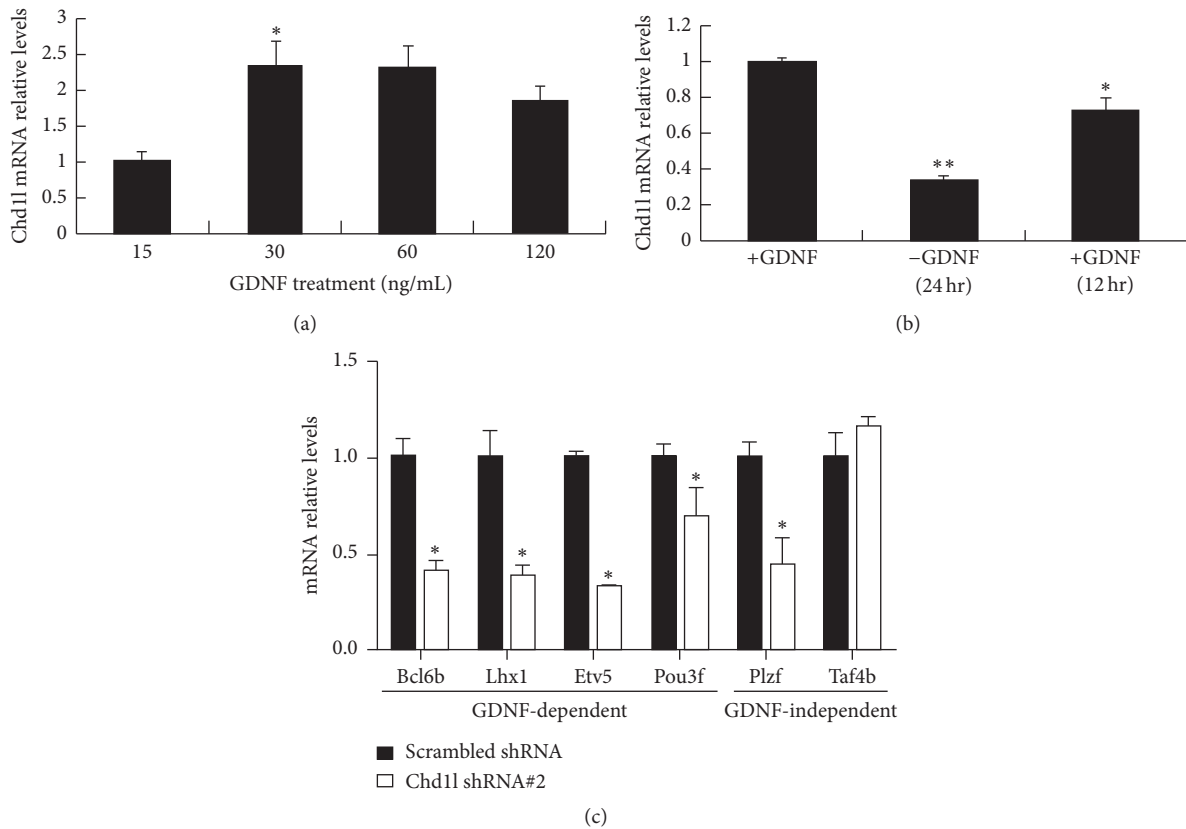 3
2.5
2
1.5
1
0.5
0
Chd1l mRNA relative levels
*
15 30 60 120
GDNF treatment (ng/mL)
(a)
1.2
1
0.8
0.6
0.4
0.2
0
Chd1l mRNA relative levels
**
*
+GDNF −GDNF +GDNF
(24 hr) (12 hr)
(b)
1.5
1.0
0.5
0.0
mRNA relative levels
* * * * *
Bcl6b Lhx1 Etv5 Pou3f Plzf Taf4b
GDNF-dependent GDNF-independent
Scrambled shRNA
Chd1l shRNA#2
(c)